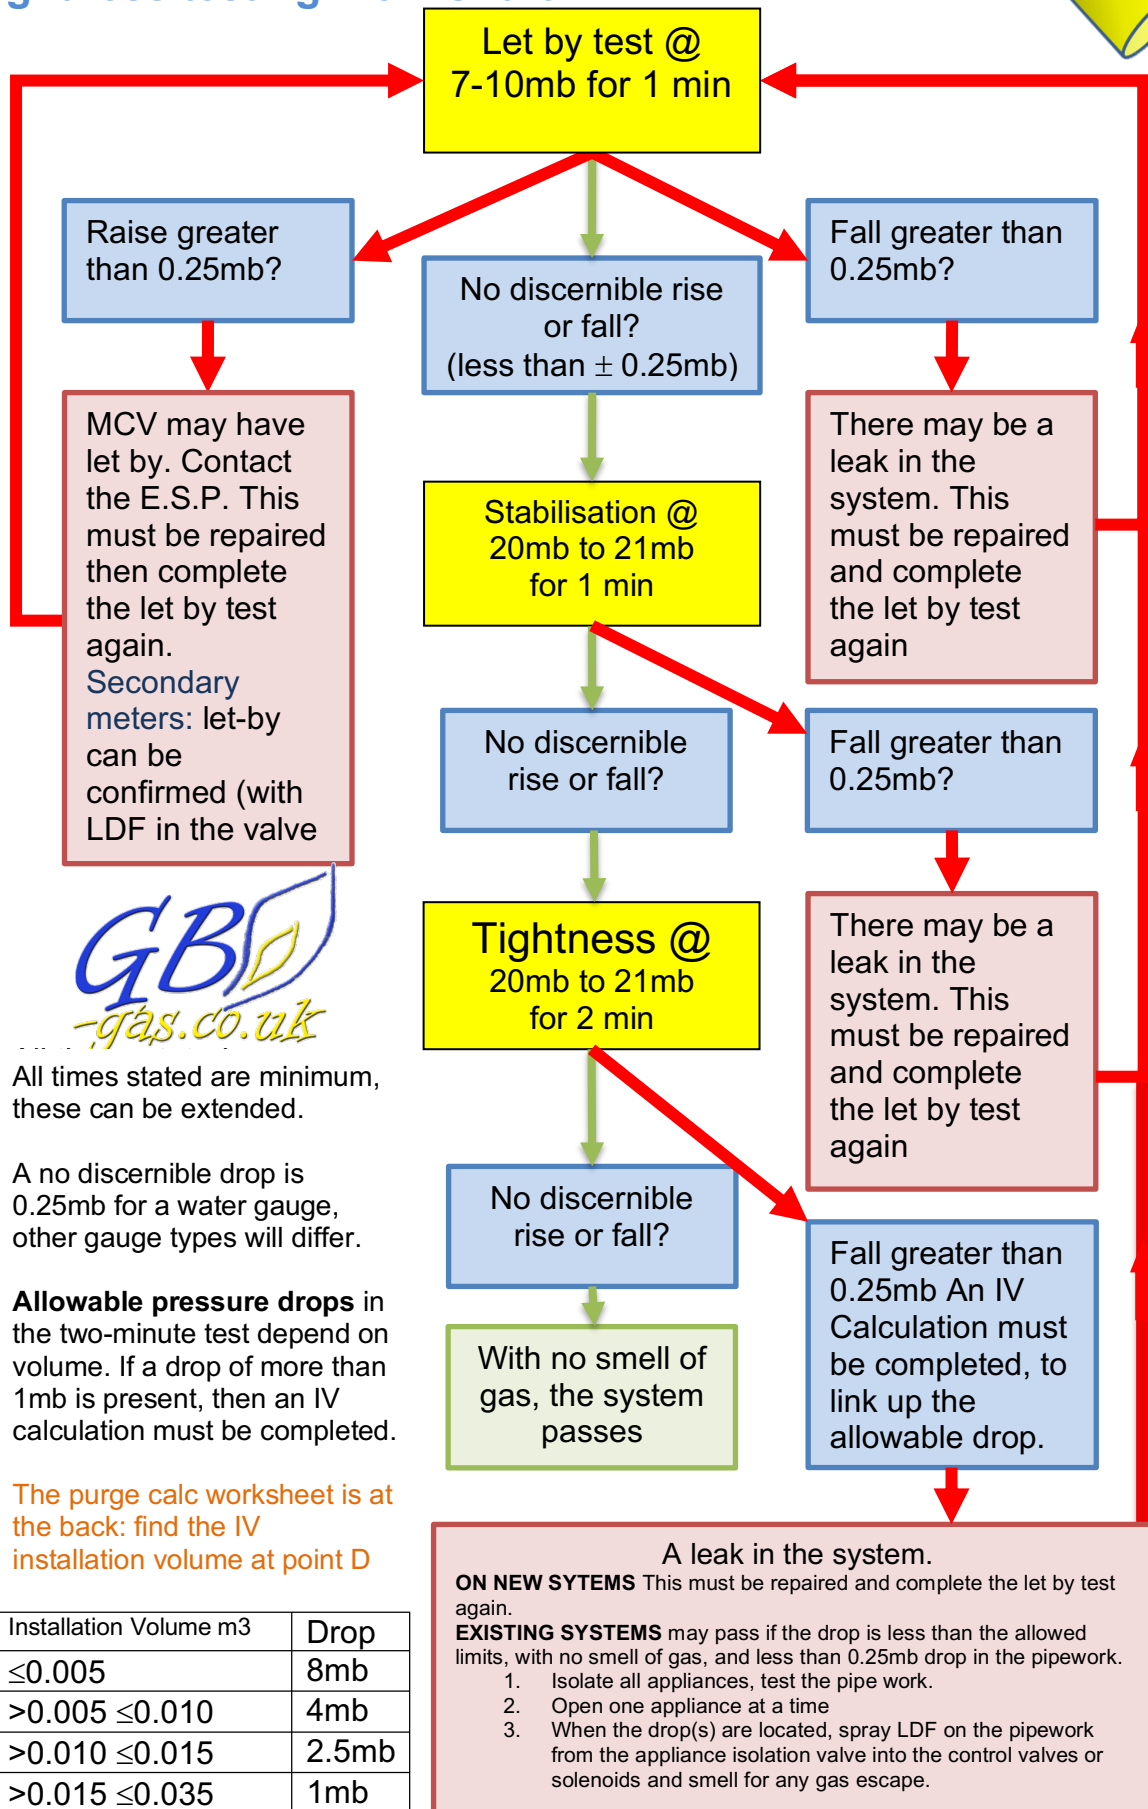 Let by test @
7-10mb for 1 min
Raise greater
than 0.25mb?
No discernible rise
or fall?
(less than ± 0.25mb)
Fall greater than
0.25mb?
MCV may have
let by. Contact
the E.S.P. This
must be repaired
then complete
the let by test
again.
Secondary
meters: let-by
can be
confirmed (with
LDF in the valve
There may be a
leak in the
system. This
must be repaired
and complete
the let by test
again
Stabilisation @
20mb to 21mb
for 1 min
No discernible
rise or fall?
Fall greater than
0.25mb?
Tightness @
20mb to 21mb
for 2 min
There may be a
leak in the
system. This
must be repaired
and complete
the let by test
again
GB
-gas.co.uk
All times stated are minimum,
these can be extended.
A no discernible drop is
0.25mb for a water gauge,
other gauge types will differ.
Allowable pressure drops in
the two-minute test depend on
volume. If a drop of more than
1mb is present, then an IV
calculation must be completed.
The purge calc worksheet is at
the back: find the IV
installation volume at point D
No discernible
rise or fall?
With no smell of
gas, the system
passes
Fall greater than
0.25mb An IV
Calculation must
be completed, to
link up the
allowable drop.
Installation Volume m3 Drop
≤0.005 8mb
>0.005 ≤0.010 4mb
>0.010 ≤0.015 2.5mb
>0.015 ≤0.035 1mb
A leak in the system.
ON NEW SYTEMS This must be repaired and complete the let by test
again.
EXISTING SYSTEMS may pass if the drop is less than the allowed
limits, with no smell of gas, and less than 0.25mb drop in the pipework.
1. Isolate all appliances, test the pipe work.
2. Open one appliance at a time
3. When the drop(s) are located, spray LDF on the pipework
from the appliance isolation valve into the control valves or
solenoids and smell for any gas escape.